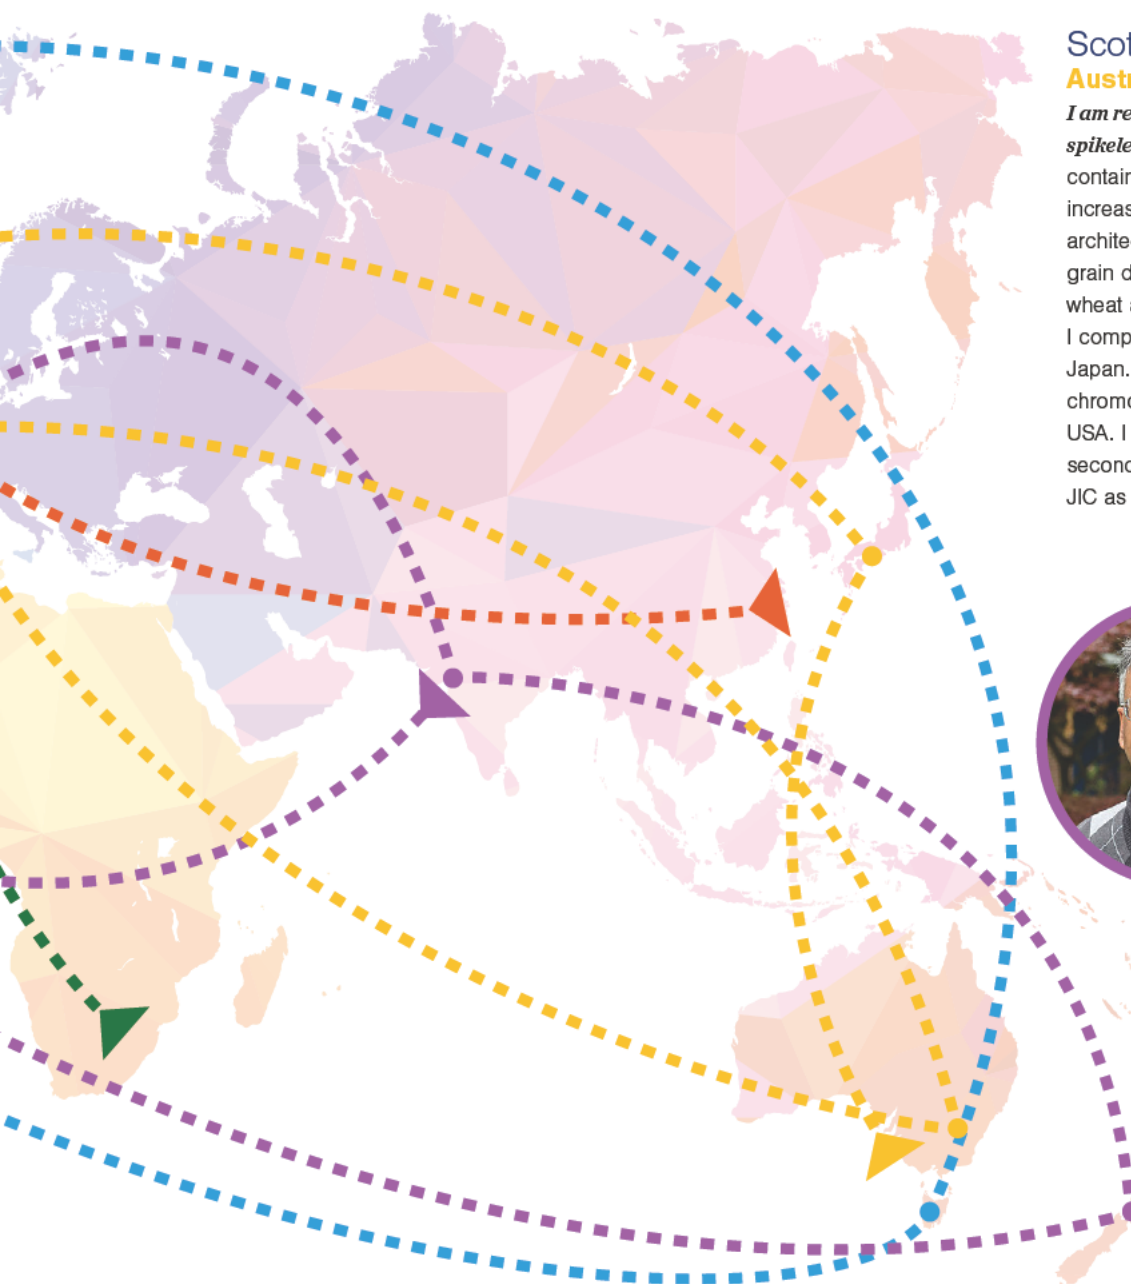 Scot
Austr
I am re
spikele
contain
increas
archite
grain d
wheat a
I comp
Japan.
chromo
USA. I
second
JIC as